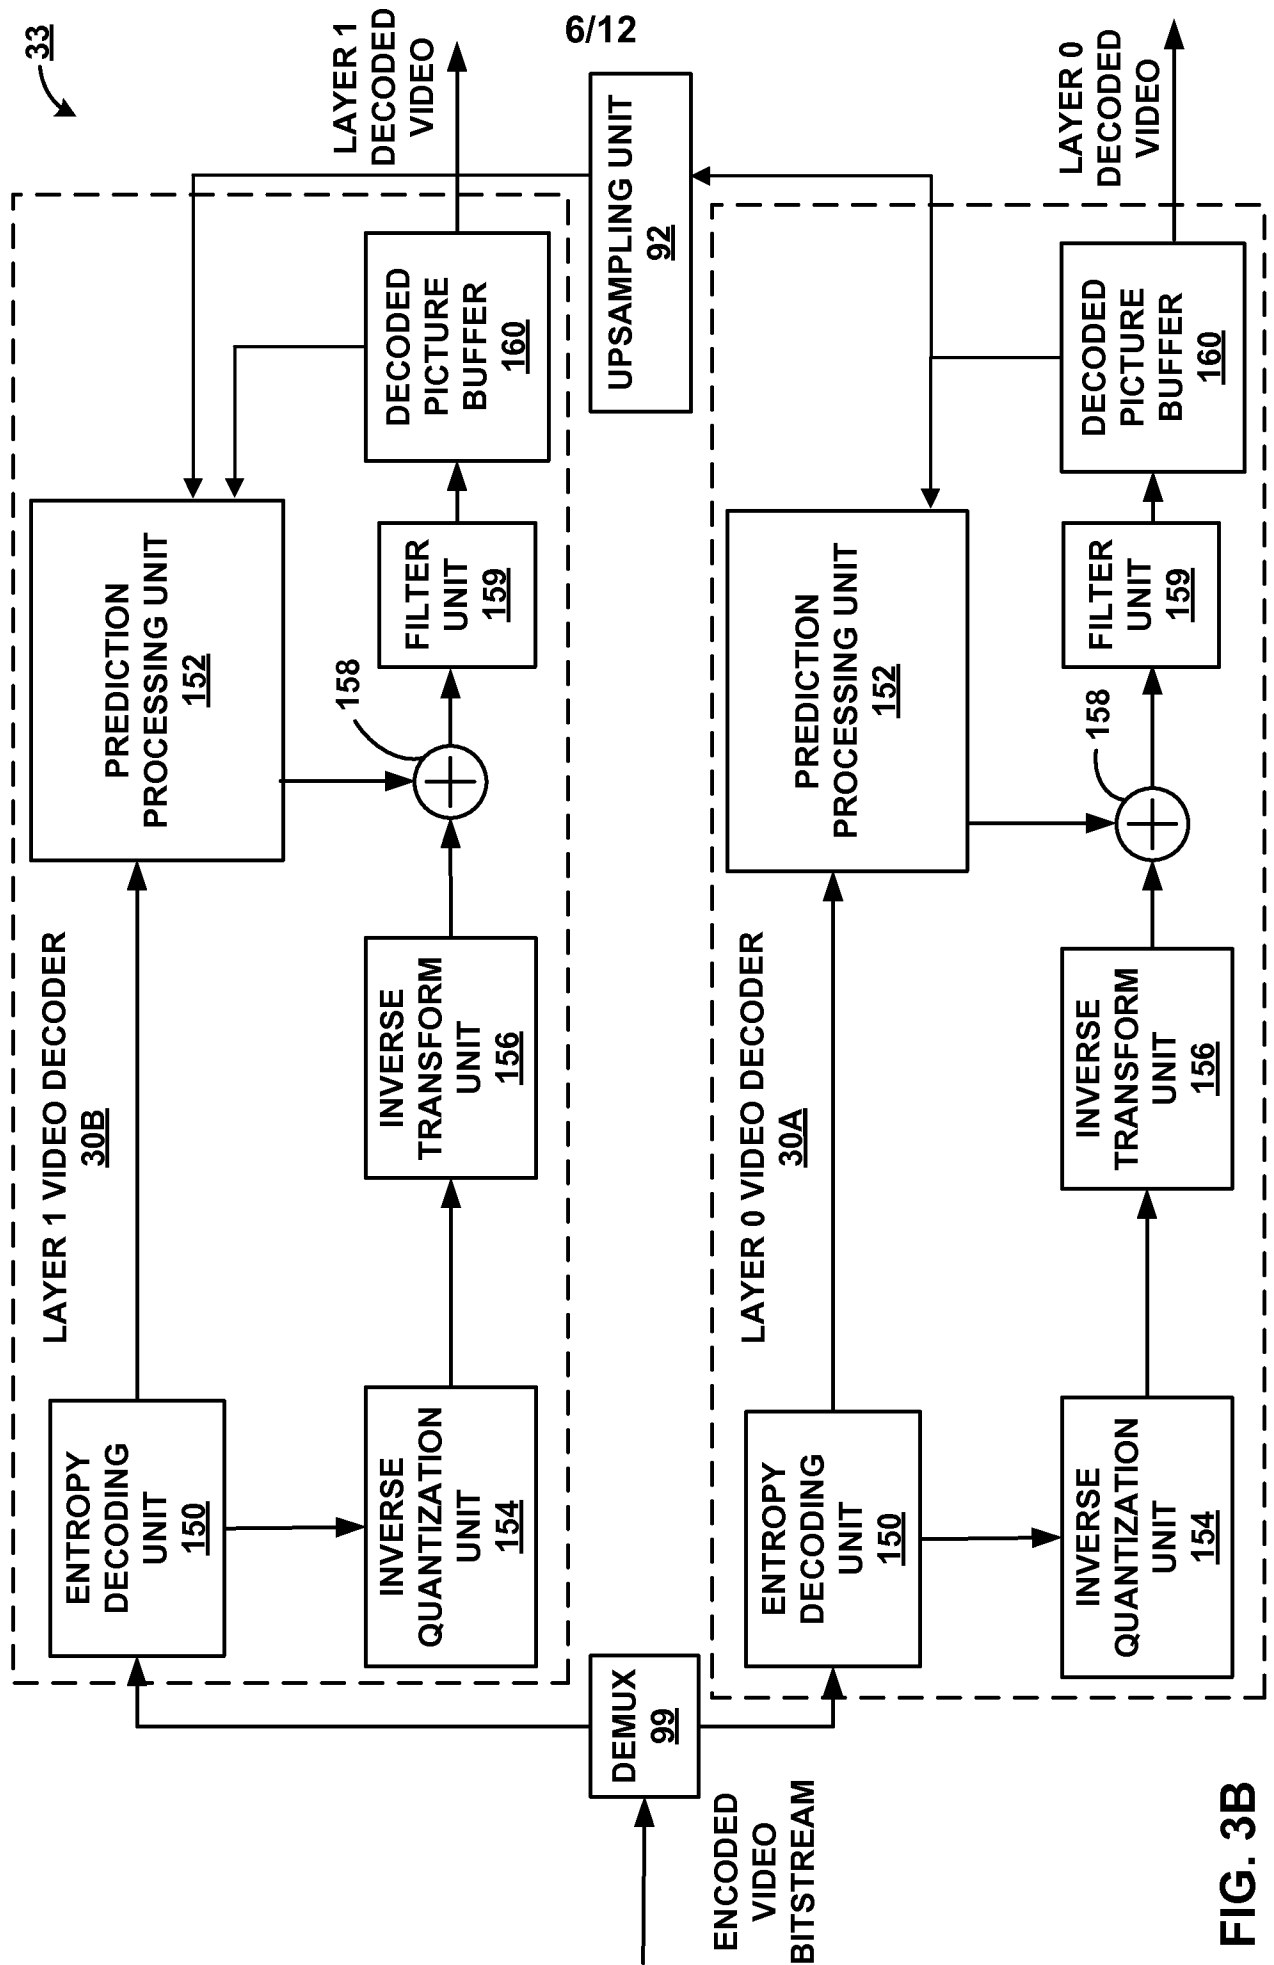 6/12
33
LAYER 1 VIDEO DECODER
30B
ENTROPY
DECODING
UNIT
150
PREDICTION
PROCESSING UNIT
152
INVERSE
QUANTIZATION
UNIT
154
INVERSE
TRANSFORM
UNIT
156
158
FILTER
UNIT
159
DECODED
PICTURE
BUFFER
160
LAYER 1
DECODED
VIDEO
DEMUX
99
ENCODED
VIDEO
BITSTREAM
UPSAMPLING UNIT
92
LAYER 0 VIDEO DECODER
30A
ENTROPY
DECODING
UNIT
150
PREDICTION
PROCESSING UNIT
152
INVERSE
QUANTIZATION
UNIT
154
INVERSE
TRANSFORM
UNIT
156
158
FILTER
UNIT
159
DECODED
PICTURE
BUFFER
160
LAYER 0
DECODED
VIDEO
FIG. 3B